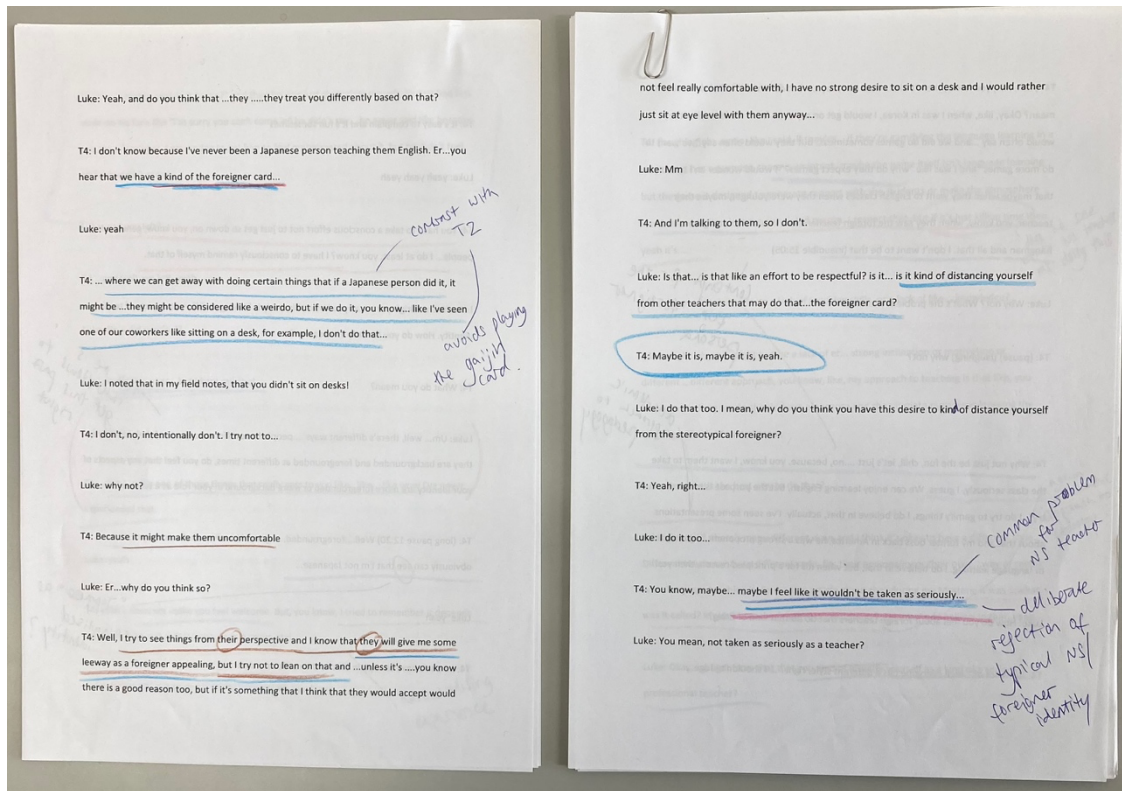 Luke: Yeah, and do you think that ...they .....they treat you differently based on that?
T4: I don't know because I've never been a Japanese person teaching them English. Er...you
hear that we have a kind of the foreigner card...
Luke: yeah
combast with
T2
T4: ... where we can get away with doing certain things that if a Japanese person did it, it
might be ...they might be considered like a weirdo, but if we do it, you know... like I've seen
one of our coworkers like sitting on a desk, for example, I don't do that...
avoids playing
the gaijin
card.
Luke: I noted that in my field notes, that you didn't sit on desks!
T4: I don't, no, intentionally don't. I try not to...
Luke: why not?
T4: Because it might make them uncomfortable
Luke: Er...why do you think so?
T4: Well, I try to see things from their perspective and I know that they will give me some
leeway as a foreigner appealing, but I try not to lean on that and ...unless it's ....you know
there is a good reason too, but if it's something that I think that they would accept would
not feel really comfortable with, I have no strong desire to sit on a desk and I would rather
just sit at eye level with them anyway...
Luke: Mm
T4: And I'm talking to them, so I don't.
Luke: Is that... is that like an effort to be respectful? is it... is it kind of distancing yourself
from other teachers that may do that...the foreigner card?
T4: Maybe it is, maybe it is, yeah.
Luke: I do that too. I mean, why do you think you have this desire to kind of distance yourself
from the stereotypical foreigner?
T4: Yeah, right...
Luke: I do it too...
common problem
for
NS teacher
T4: You know, maybe... maybe I feel like it wouldn't be taken as seriously...
deliberate
rejection of
typical NS/
foreigner
identity
Luke: You mean, not taken as seriously as a teacher?